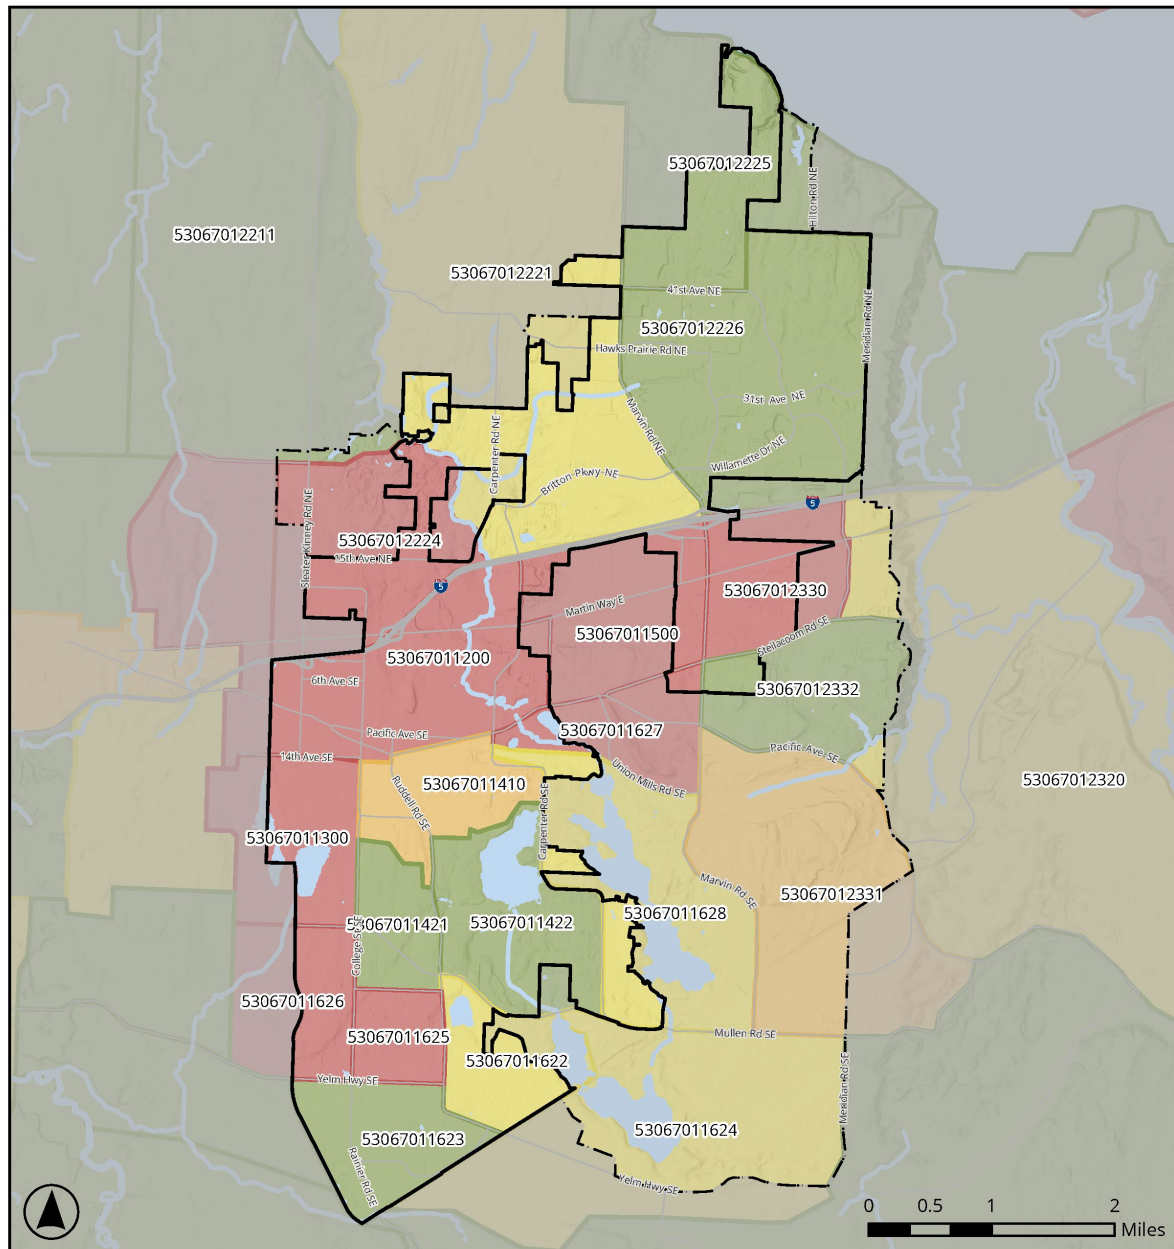 53067012225
Hilton Rd NE
53067012211
53067012221
41st Ave NE
53067012226
Meridian Rd NE
Hawks Prairie Rd NE
31st Ave NE
Marvin Rd NE
Carpenter Rd NE
Willamette Dr NE
Britton Pkwy NE
5
Sleater Kinney Rd NE
53067012224
15th Ave NE
5
53067012330
Martin Way E
53067011500
Steilacoom Rd SE
53067011200
6th Ave SE
53067012332
53067011627
Pacific Ave SE
Pacific Ave SE
14th Ave SE
Union Mills Rd SE
53067012320
53067011410
Ruddell Rd SE
Carpenter Rd SE
53067011300
Marvin Rd SE
53067012331
53067011628
53067011421
53067011422
College St SE
53067011626
53067011625
Mullen Rd SE
53067011622
Yelm Hwy SE
Meridian Rd SE
53067011624
53067011623
Rainier Rd SE
Yelm Hwy SE
0 0.5 1 2
Miles